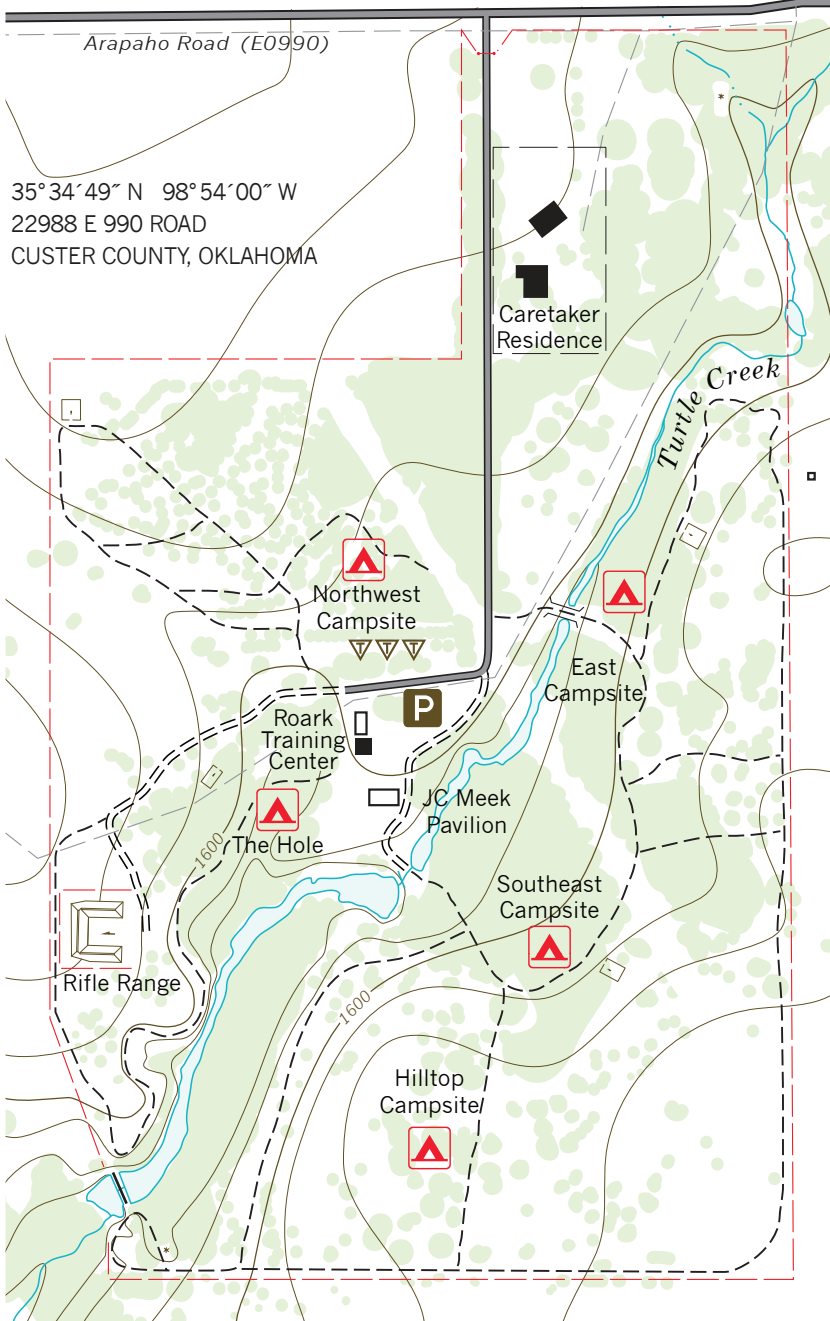 Arapaho Road (E0990)
35°34´49˝ N 98°54´00˝ W
22988 E 990 ROAD
CUSTER COUNTY, OKLAHOMA
Caretaker
Residence
Turtle Creek
Northwest
Campsite
T T T
East
Campsite
P
Roark
Training
Center
JC Meek
Pavilion
1600
The Hole
Southeast
Campsite
Rifle Range
1600
Hilltop
Campsite